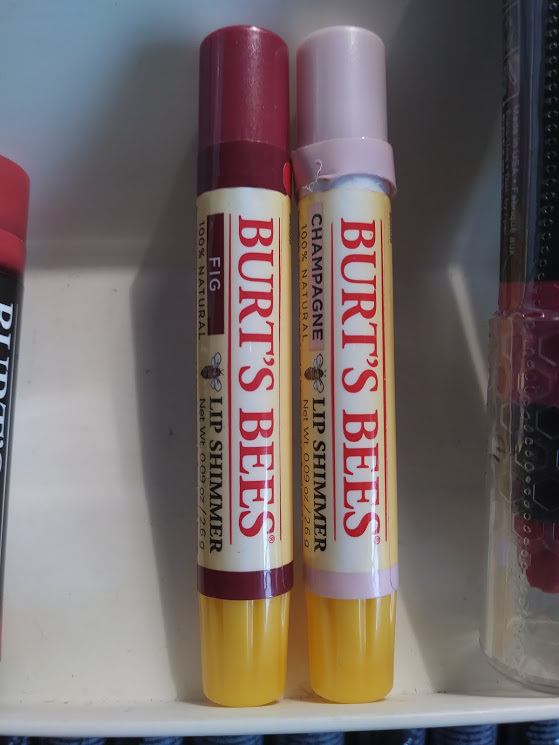 FIG
100% NATURAL
BURT'S BEES®
LIP SHIMMER
Net Wt. 0.09 oz / 2.6 g
CHAMPAGNE
100% NATURAL
BURT'S BEES®
LIP SHIMMER
Net Wt. 0.09 oz / 2.6 g